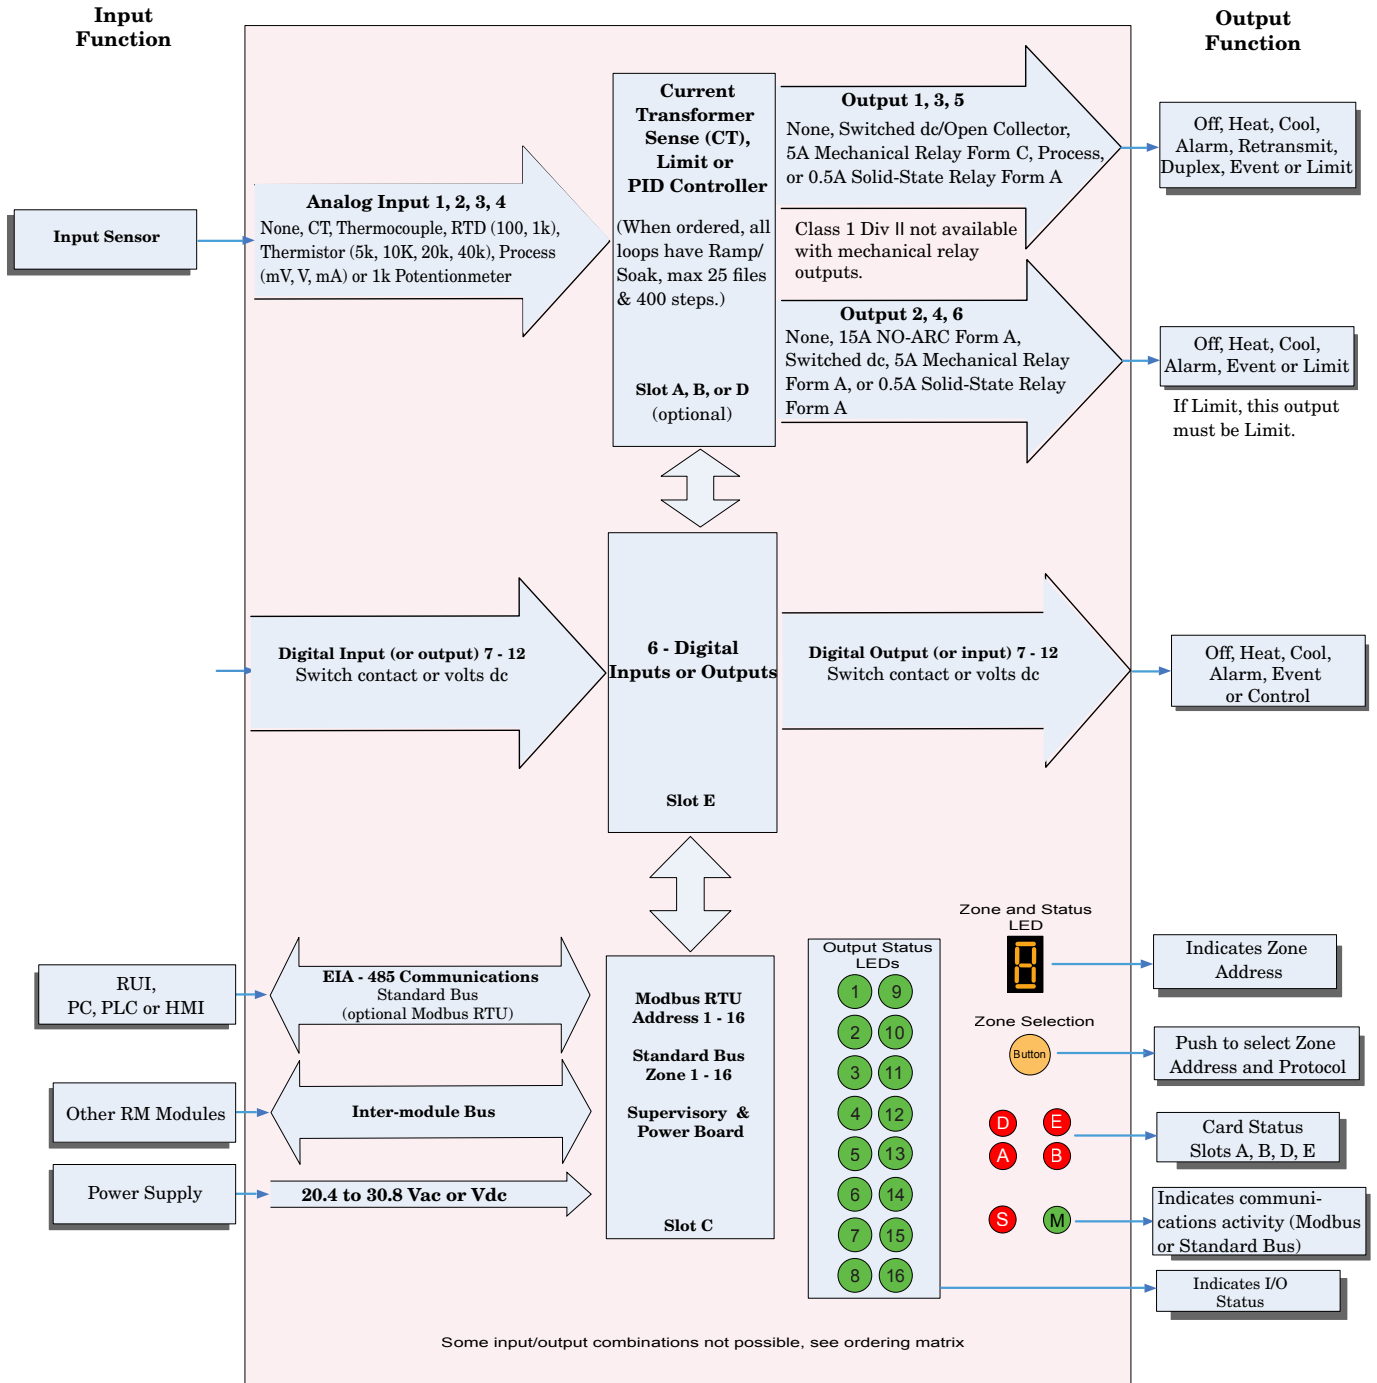 Input
Function
Output
Function
Input Sensor
Analog Input 1, 2, 3, 4
None, CT, Thermocouple, RTD (100, 1k),
Thermistor (5k, 10K, 20k, 40k), Process
(mV, V, mA) or 1k Potentionmeter
Current
Transformer
Sense (CT),
Limit or
PID Controller
(When ordered, all
loops have Ramp/
Soak, max 25 files
& 400 steps.)
Slot A, B, or D
(optional)
Output 1, 3, 5
None, Switched dc/Open Collector,
5A Mechanical Relay Form C, Process,
or 0.5A Solid-State Relay Form A
Class 1 Div II not available
with mechanical relay
outputs.
Output 2, 4, 6
None, 15A NO-ARC Form A,
Switched dc, 5A Mechanical Relay
Form A, or 0.5A Solid-State Relay
Form A
Off, Heat, Cool,
Alarm, Retransmit,
Duplex, Event or Limit
Off, Heat, Cool,
Alarm, Event or Limit
If Limit, this output
must be Limit.
Digital Input (or output) 7 - 12
Switch contact or volts dc
6 - Digital
Inputs or Outputs
Slot E
Digital Output (or input) 7 - 12
Switch contact or volts dc
Off, Heat, Cool,
Alarm, Event
or Control
RUI,
PC, PLC or HMI
EIA - 485 Communications
Standard Bus
(optional Modbus RTU)
Other RM Modules
Inter-module Bus
Power Supply
20.4 to 30.8 Vac or Vdc
Modbus RTU
Address 1 - 16
Standard Bus
Zone 1 - 16
Supervisory &
Power Board
Slot C
Output Status
LEDs
1 9
2 10
3 11
4 12
5 13
6 14
7 15
8 16
Zone and Status
LED
8
Zone Selection
Button
D E
A B
S M
Indicates Zone
Address
Push to select Zone
Address and Protocol
Card Status
Slots A, B, D, E
Indicates communi-
cations activity (Modbus
or Standard Bus)
Indicates I/O
Status
Some input/output combinations not possible, see ordering matrix